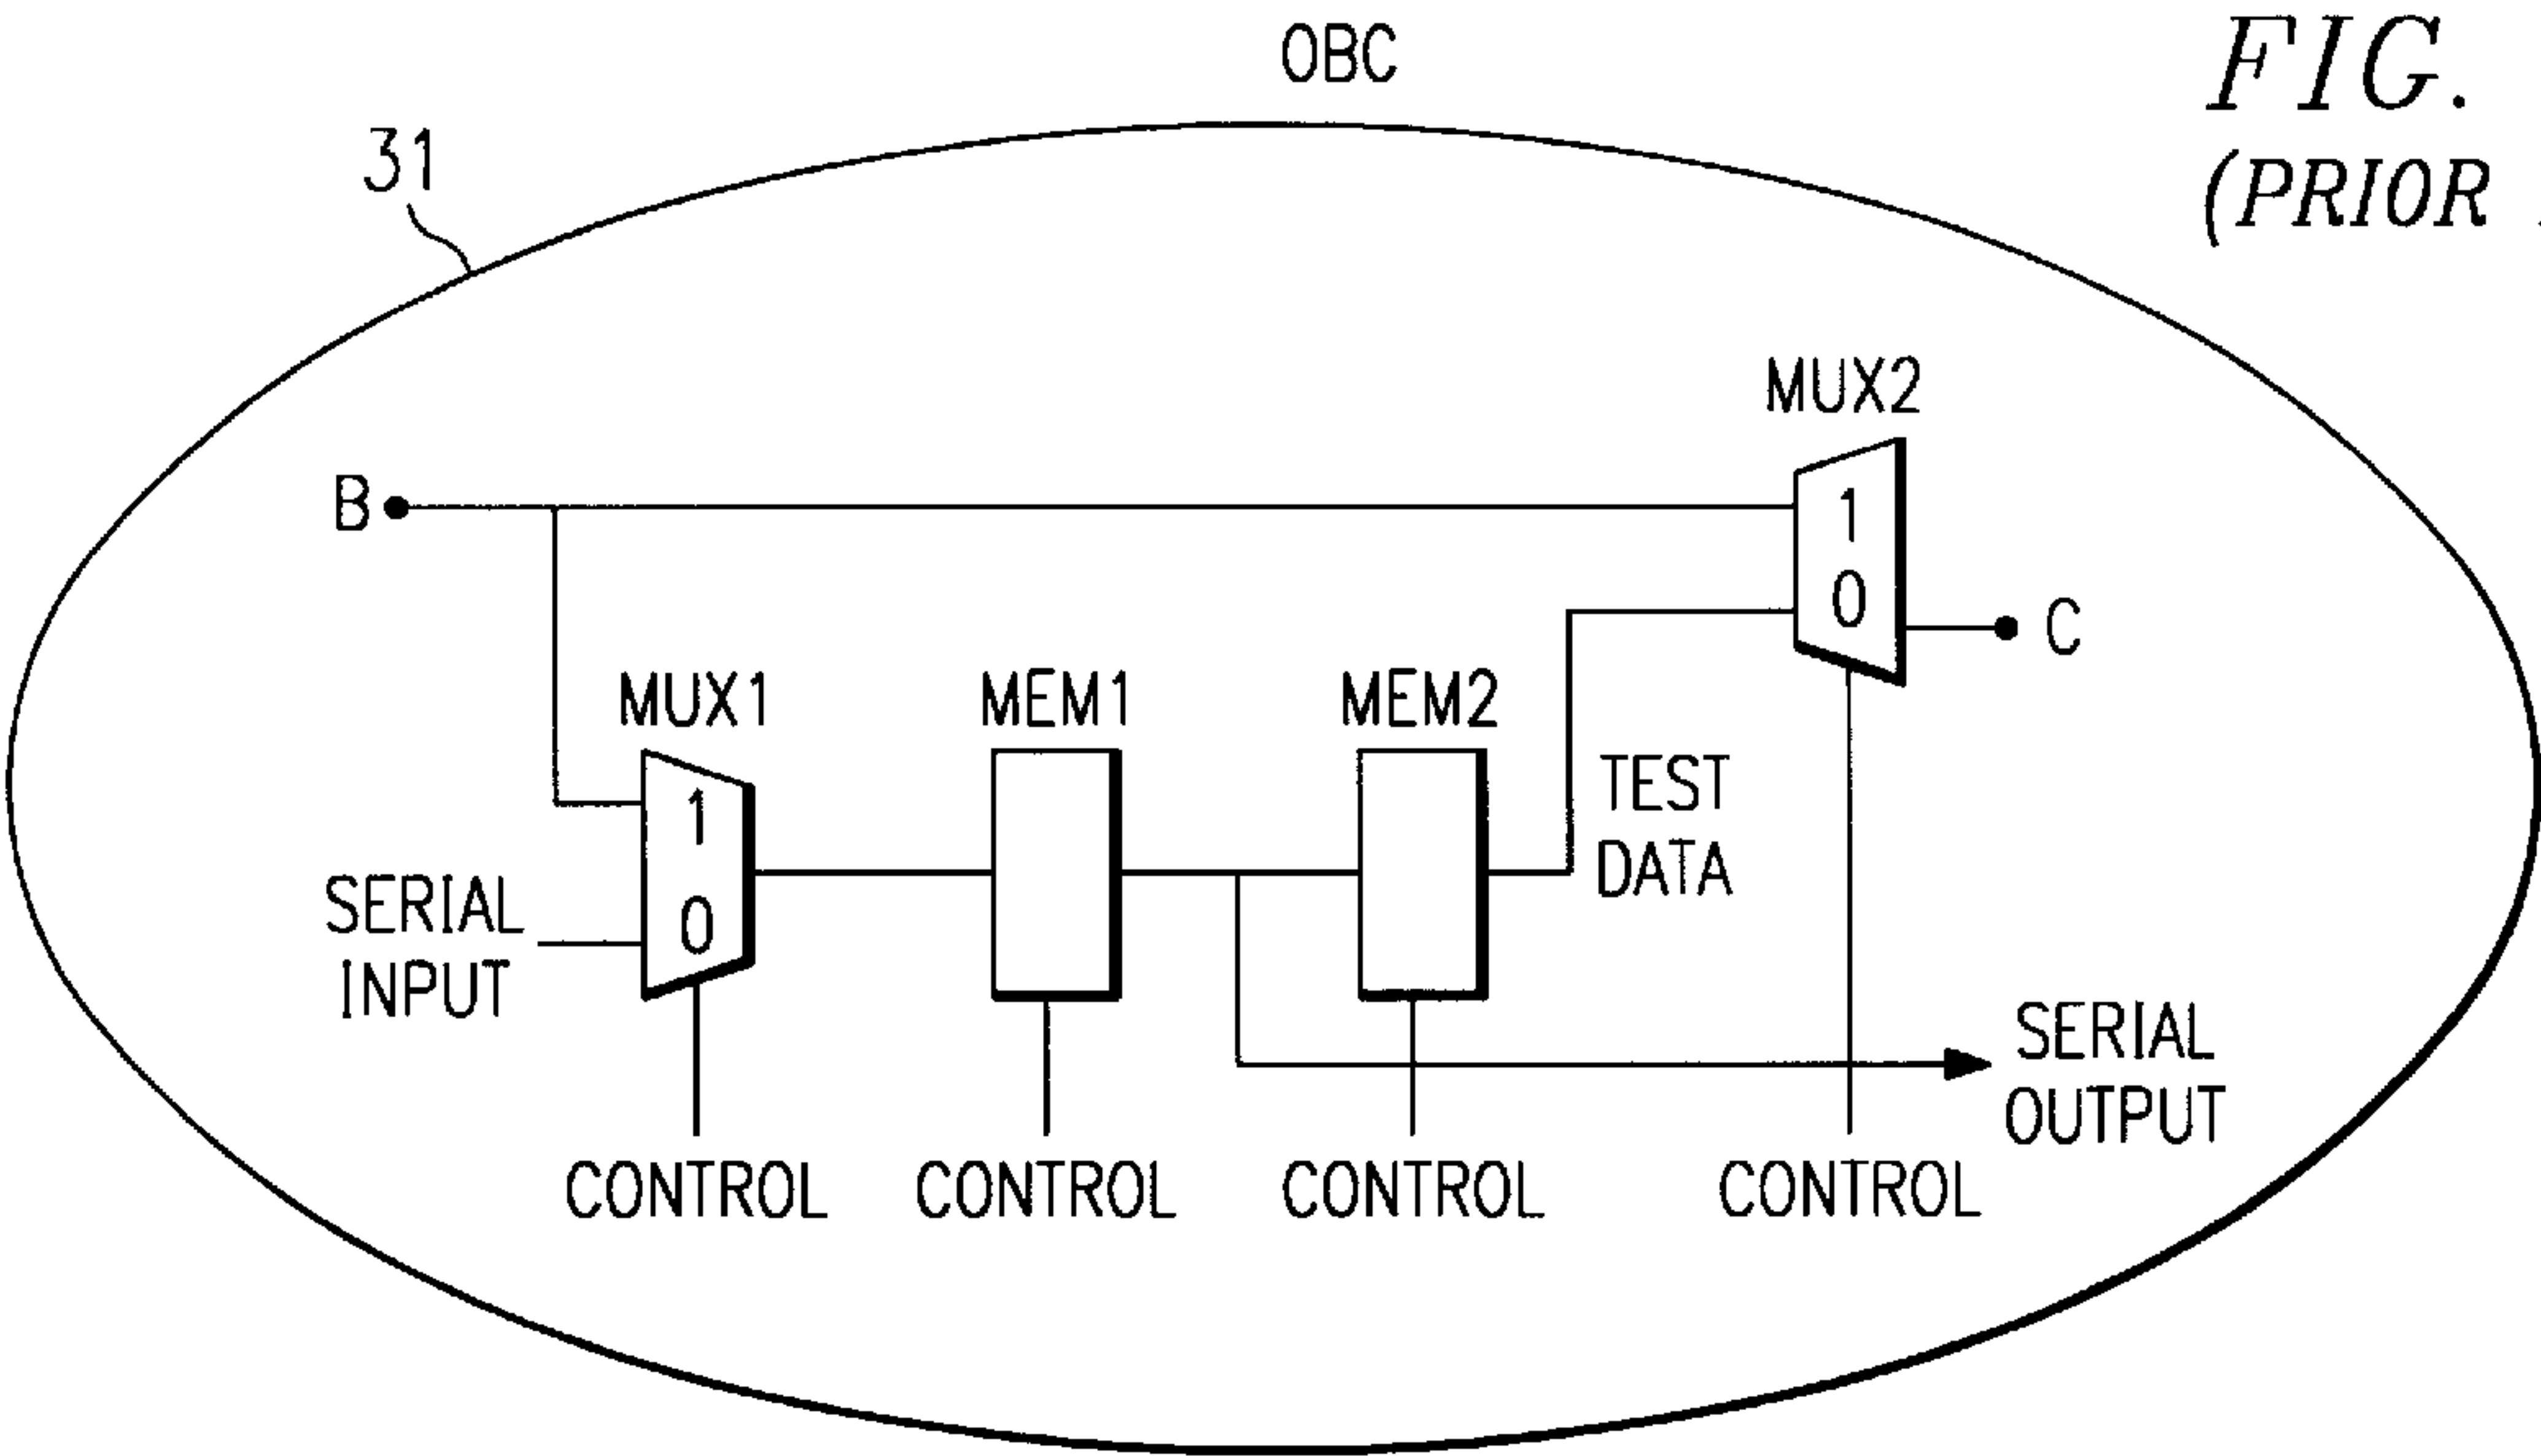 OBC
FIG.
(PRIOR
31
MUX2
B
1
0
C
MUX1
MEM1
MEM2
1
0
TEST
DATA
SERIAL
INPUT
SERIAL
OUTPUT
CONTROL
CONTROL
CONTROL
CONTROL